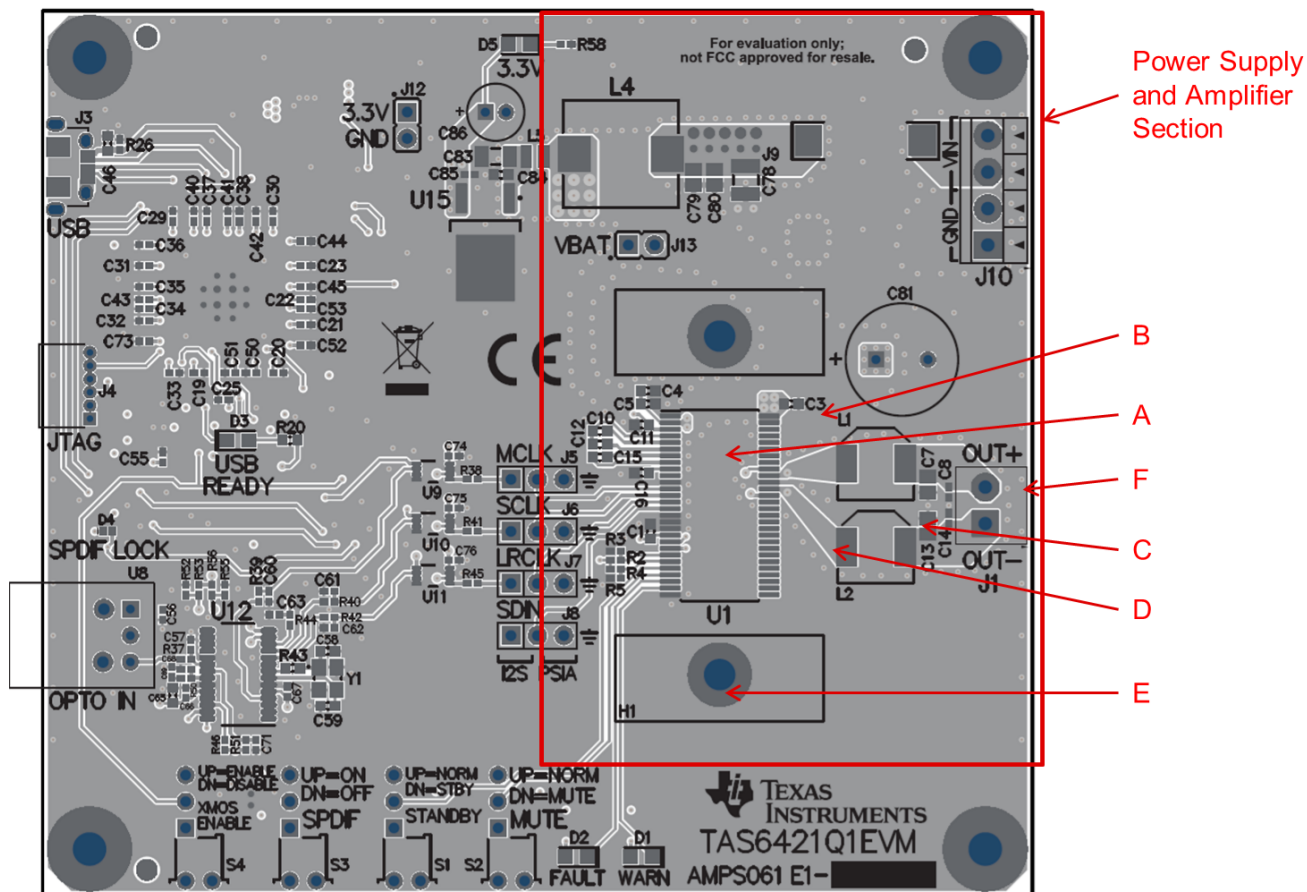 D5
R58
3.3V
For evaluation only;
not FCC approved for resale.
Power Supply
and Amplifier
Section
J12
3.3V
GND
+
C86
L4
J3
R26
C46
USB
C83
L5
C85
C84
U15
J9
C79
C80
C78
VIN
GND
J10
C40
C37
C41
C38
C30
C29
C42
C36
C44
C31
C23
C35
C45
C43
C22
C53
C34
C32
C21
C73
C52
VBAT
J13
C81
+
B
J4
JTAG
C33
C19
C51
C50
C20
C25
D3
R20
USB
READY
C55
CE
C4
C5
C3
C10
C11
C12
C15
C16
L1
A
MCLK
J5
C74
R38
U9
SCLK
J6
C75
R41
U10
LRCLK
J7
C76
R45
U11
SDIN
J8
I2S
PSIA
C1
R3
R2
R4
R5
U1
C7
C8
OUT+
F
C13
C14
OUT-
J1
C
L2
D
D4
SPDIF LOCK
U8
R52
R53
R56
R55
R39
C60
C61
C56
U12
C63
R40
R44
R42
C62
C57
R37
C58
R43
Y1
C65
C67
C59
OPTO IN
R46
R51
C71
H1
E
UP=ENABLE
DN=DISABLE
UP=ON
DN=OFF
UP=NORM
DN=STBY
UP=NORM
DN=MUTE
XMOS
ENABLE
SPDIF
STANDBY
MUTE
S4
S3
S1
S2
D2
FAULT
D1
WARN
TEXAS
INSTRUMENTS
TAS6421Q1EVM
AMPS061 E1-